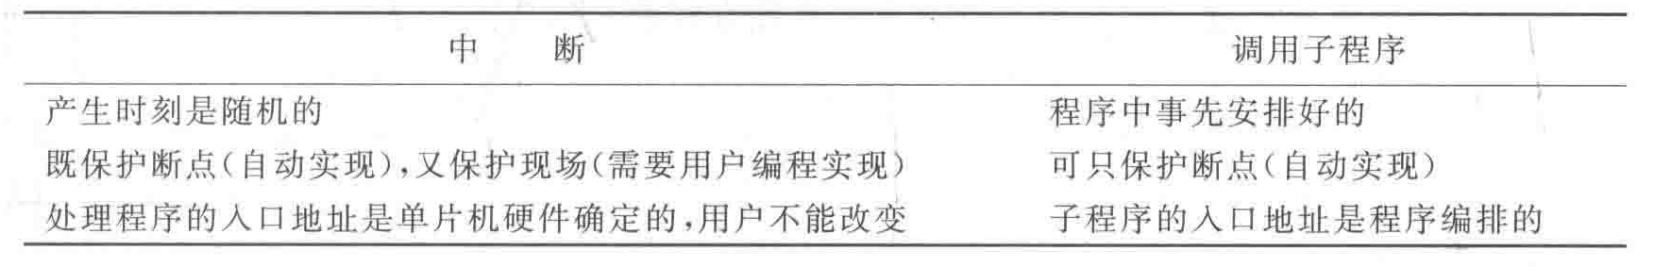 中 断 调用子程序
产生时刻是随机的 程序中事先安排好的
既保护断点(自动实现),又保护现场(需要用户编程实现) 可只保护断点(自动实现)
处理程序的入口地址是单片机硬件确定的,用户不能改变 子程序的入口地址是程序编排的